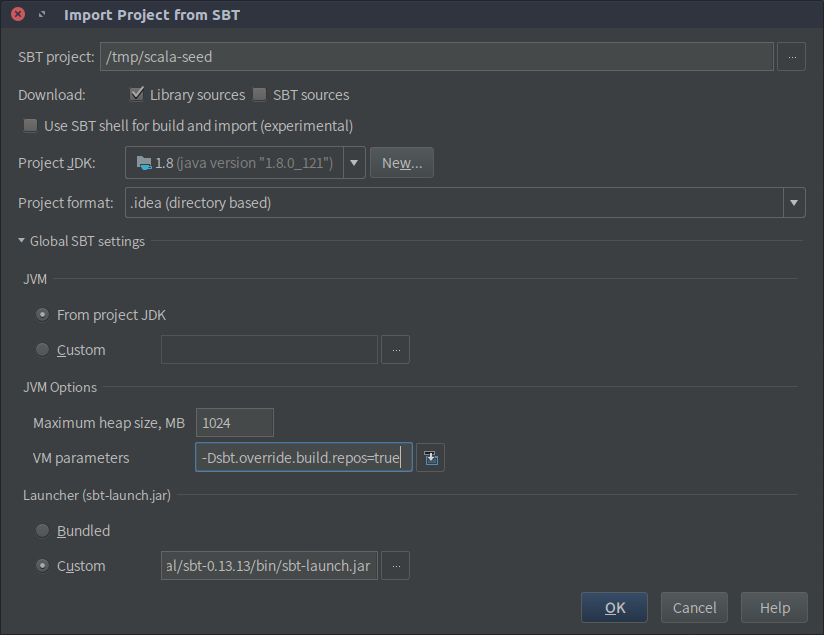 Import Project from SBT
SBT project: /tmp/scala-seed ...
Download: Library sources SBT sources
Use SBT shell for build and import (experimental)
Project JDK: 1.8 (java version "1.8.0_121") New...
Project format: .idea (directory based)
Global SBT settings
JVM
From project JDK
Custom ...
JVM Options
Maximum heap size, MB 1024
VM parameters -Dsbt.override.build.repos=true
Launcher (sbt-launch.jar)
Bundled
Custom al/sbt-0.13.13/bin/sbt-launch.jar ...
OK Cancel Help